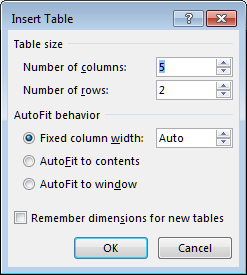 Insert Table
?
Table size
Number of columns: 5
Number of rows: 2
AutoFit behavior
Fixed column width: Auto
AutoFit to contents
AutoFit to window
Remember dimensions for new tables
OK Cancel